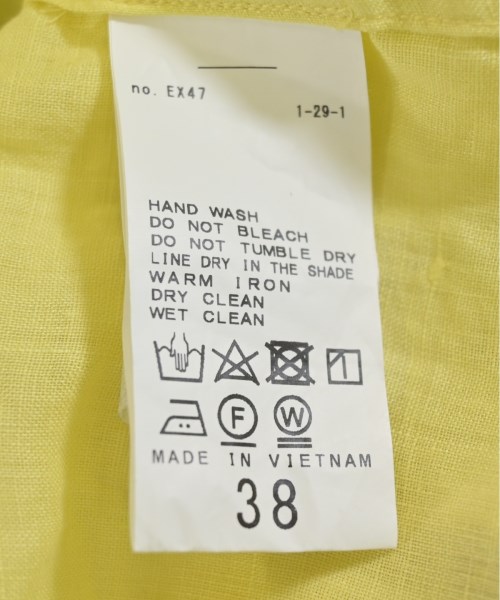 no. EX47
1-29-1
HAND WASH
DO NOT BLEACH
DO NOT TUMBLE DRY
LINE DRY IN THE SHADE
WARM IRON
DRY CLEAN
WET CLEAN
F W
MADE IN VIETNAM
38